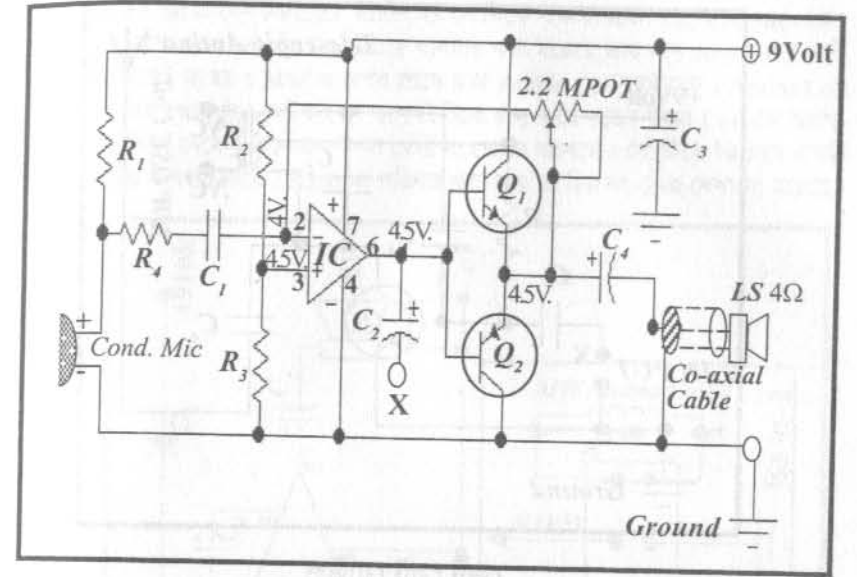 9Volt
2.2 MPOT
R1
R2
Q1
+
C3
-
4V
2
-
+
7
IC
6
4.5V.
R4
C1
4.5V.
3
+
4
-
C2
+
X
4.5V.
+
C4
LS 4Ω
+
Cond. Mic
-
R3
Q2
Co-axial
Cable
Ground
-